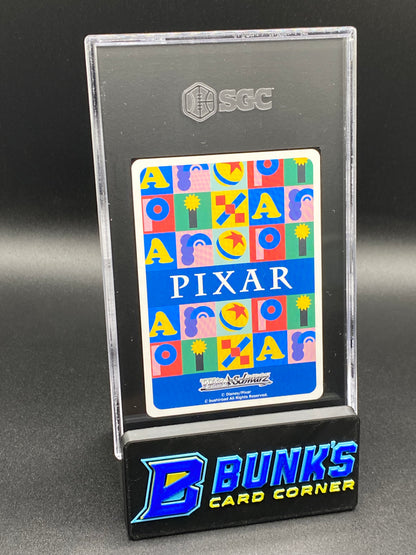 SGC
PIXAR
Weiẞ Schwarz
© Disney/Pixar
© bushiroad All Rights Reserved.
B BUNK'S
CARD CORNER